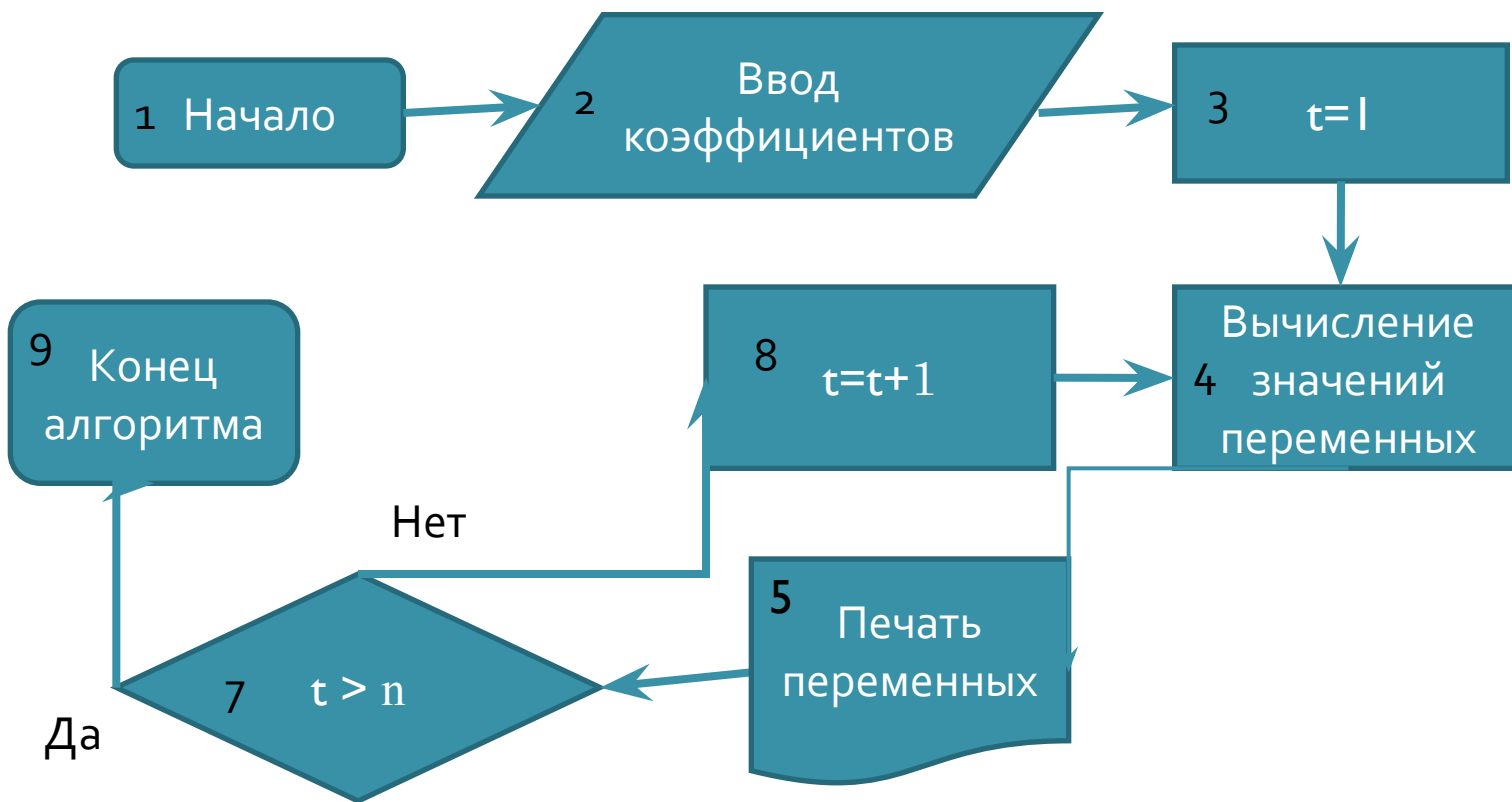 1 Начало
2 Ввод
коэффициентов
3 t=I
4 Вычисление
значений
переменных
8 t=t+1
9 Конец
алгоритма
Нет
5 Печать
переменных
7 t > n
Да